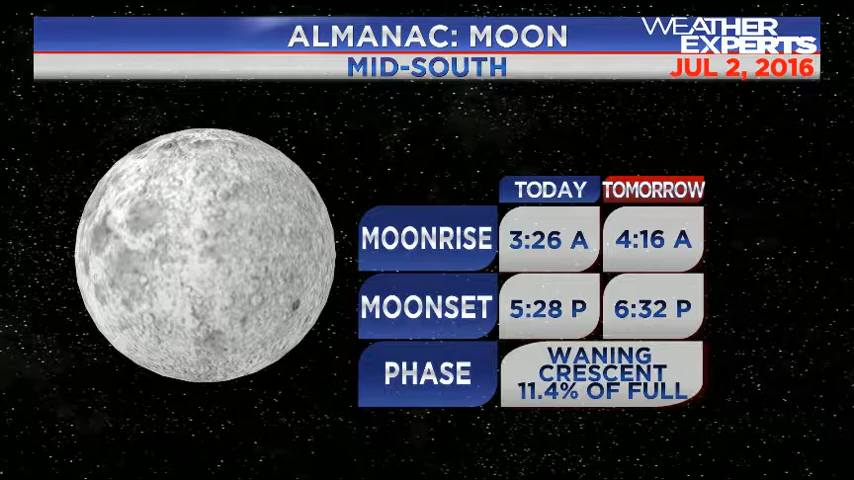 ALMANAC: MOON
WEATHER
EXPERTS
MID-SOUTH
JUL 2, 2016
TODAY TOMORROW
MOONRISE 3:26 A 4:16 A
MOONSET 5:28 P 6:32 P
PHASE WANING
CRESCENT
11.4% OF FULL